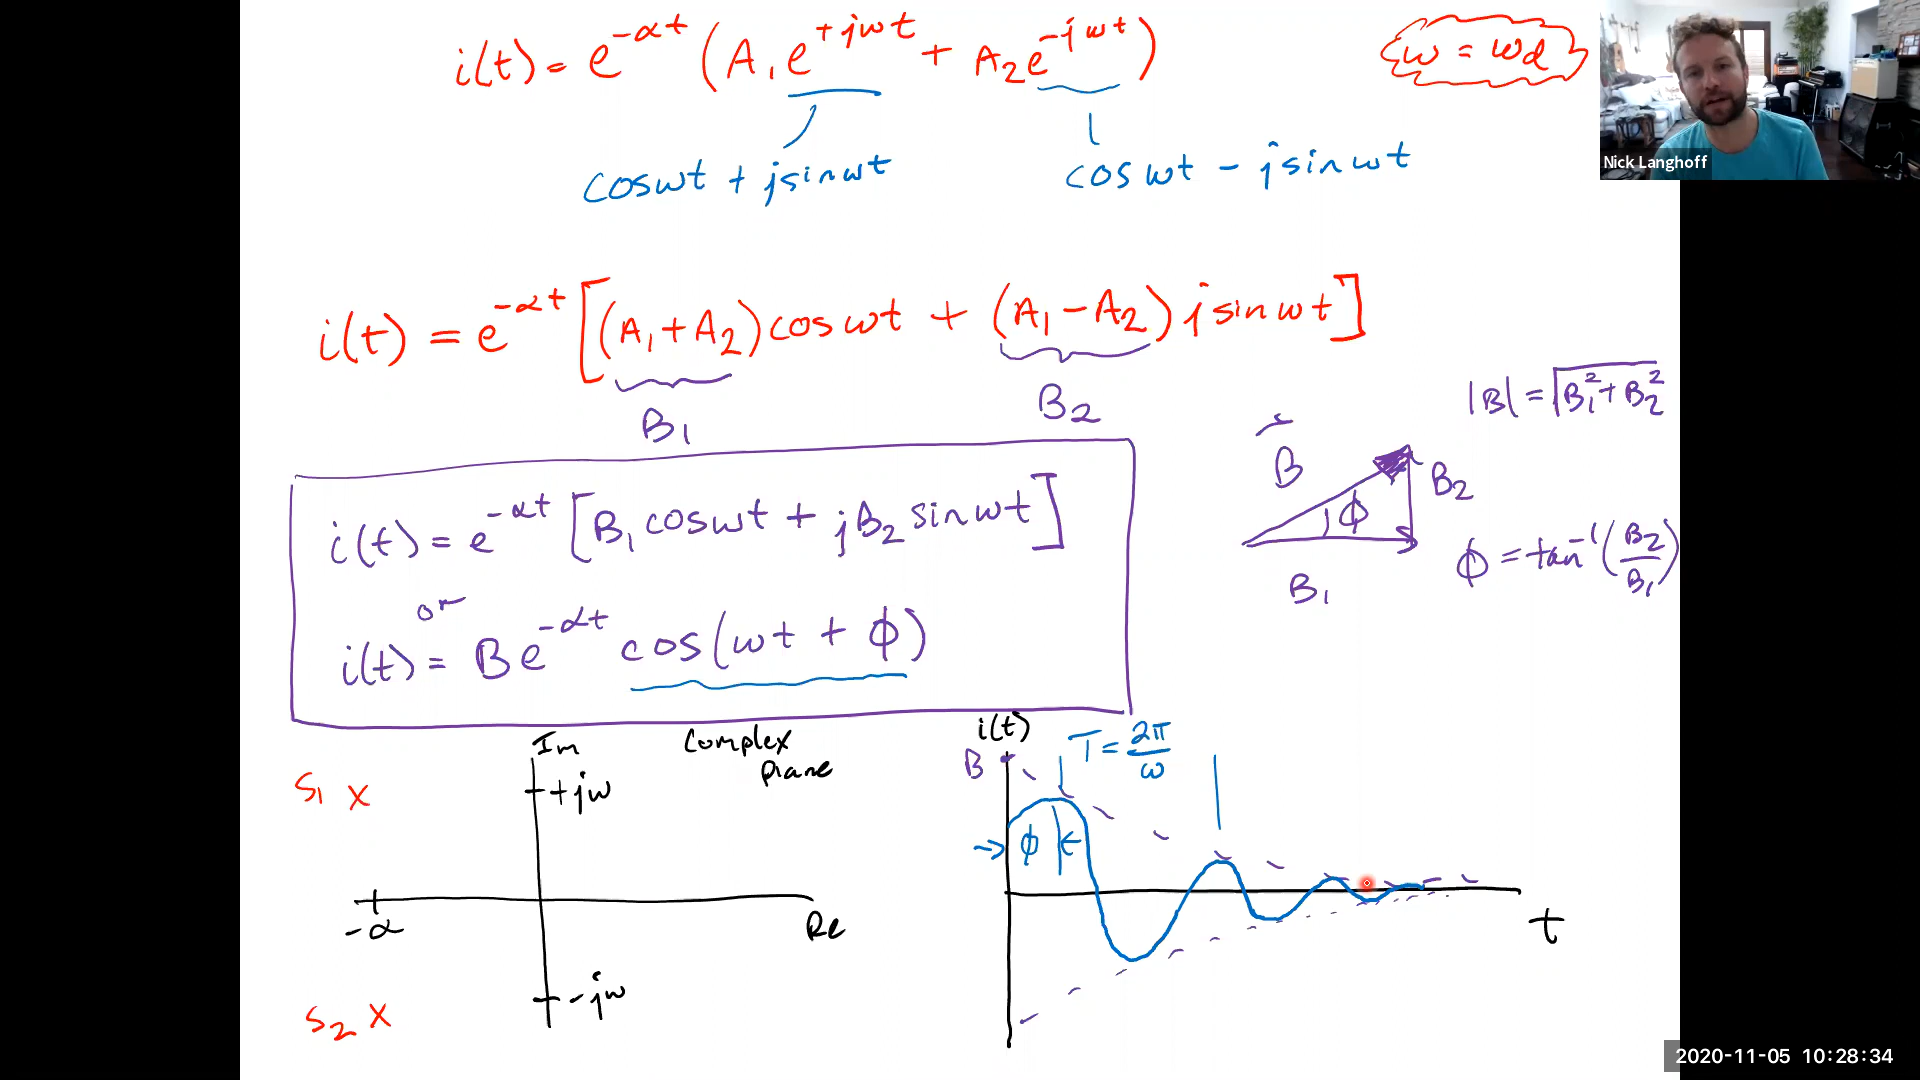 i(t) = e^{-αt} (A₁e^{+jωt} + A₂e^{-jωt})
ω = ωd
Nick Langhoff
cosωt + jsinωt
cosωt - jsinωt
i(t) = e^{-αt} [(A₁+A₂)cosωt + (A₁-A₂)jsinωt]
B₁
B₂
|B| = √(B₁² + B₂²)
i(t) = e^{-αt} [B₁cosωt + jB₂sinωt]
or
i(t) = Be^{-αt} cos(ωt + ϕ)
B
B₂
ϕ
B₁
ϕ = tan⁻¹(B₂/B₁)
Im
Complex
plane
S₁ x
+jω
-α
Re
S₂ x
-jω
i(t)
B
T = 2π/ω
→ ϕ ←
t
2020-11-05 10:28:34